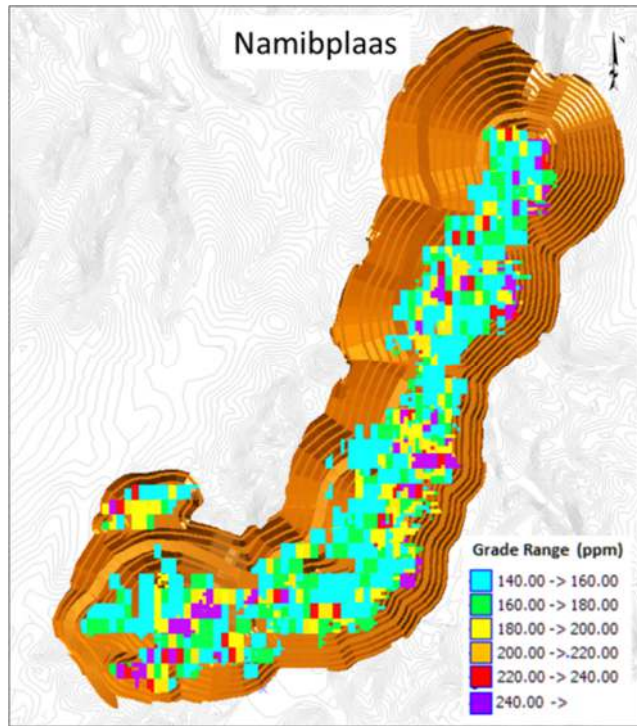 Namibplaas
N
Grade Range (ppm)
140.00 -> 160.00
160.00 -> 180.00
180.00 -> 200.00
200.00 ->.220.00
220.00 -> 240.00
240.00 ->